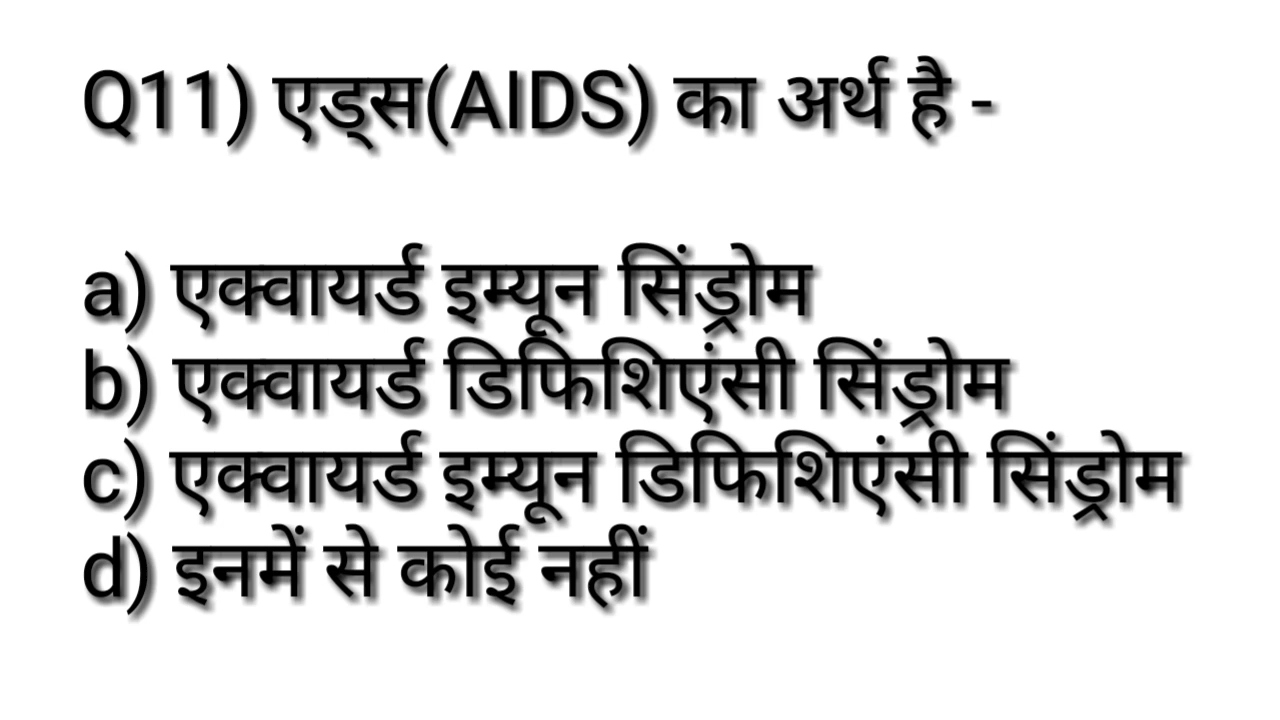 Q11) एड्स(AIDS) का अर्थ है -
a) एक्वायर्ड इम्यून सिंड्रोम
b) एक्वायर्ड डिफिशिएंसी सिंड्रोम
c) एक्वायर्ड इम्यून डिफिशिएंसी सिंड्रोम
d) इनमें से कोई नहीं